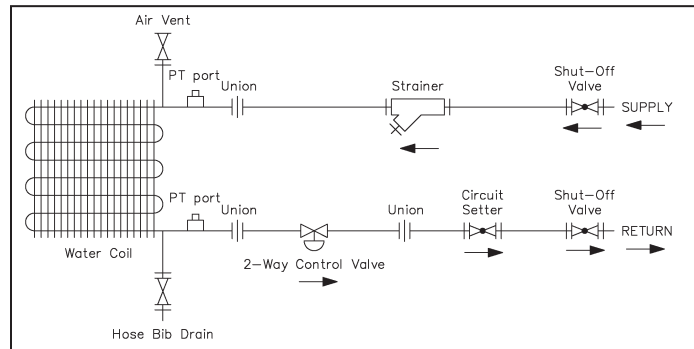 Air Vent
PT port
Union
Strainer
Shut-Off
Valve
SUPPLY
PT port
Union
Union
Circuit
Setter
Shut-Off
Valve
RETURN
Water Coil
2-Way Control Valve
Hose Bib Drain